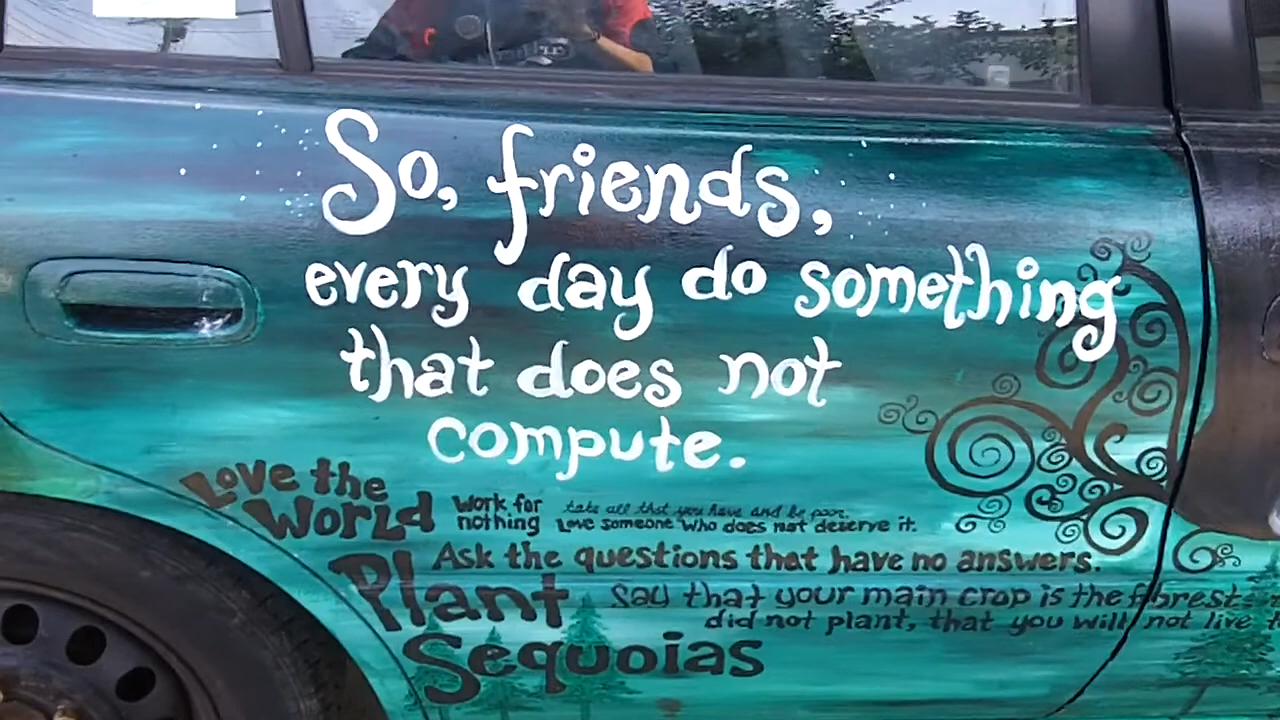 So, friends,
every day do something
that does not
compute.
Love the
World
Work for
nothing
take all that you have and be poor.
Love someone who does not deserve it.
Ask the questions that have no answers.
Plant
Sequoias
Say that your main crop is the forest
did not plant, that you will not live